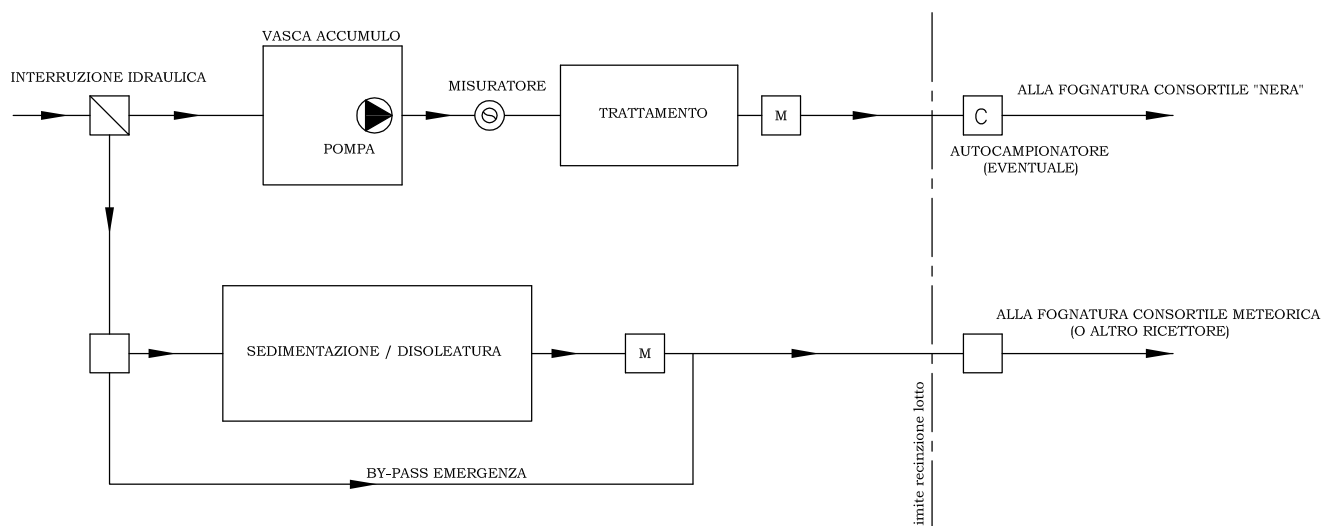 VASCA ACCUMULO
INTERRUZIONE IDRAULICA
MISURATORE
ALLA FOGNATURA CONSORTILE "NERA"
TRATTAMENTO
M
C
POMPA
AUTOCAMPIONATORE
(EVENTUALE)
ALLA FOGNATURA CONSORTILE METEORICA
(O ALTRO RICETTORE)
SEDIMENTAZIONE / DISOLEATURA
M
imite recinzione lotto
BY-PASS EMERGENZA